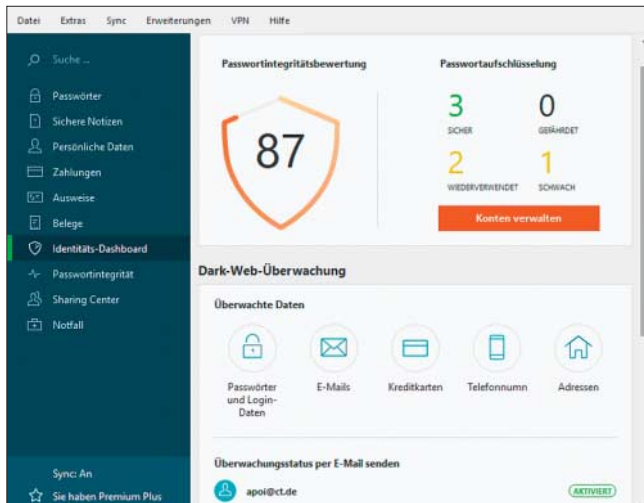 Datei Extras Sync Erweiterungen VPN Hilfe
Suche ...
Passwörter
Sichere Notizen
Persönliche Daten
Zahlungen
Ausweise
Belege
Identitäts-Dashboard
Passwortintegrität
Sharing Center
Notfall
Sync: An
Sie haben Premium Plus
Passwortintegritätsbewertung
87
Passwortaufschlüsselung
3 0
SICHER GEFÄHRDET
2 1
WIEDERVERWENDET SCHWACH
Konten verwalten
Dark-Web-Überwachung
Überwachte Daten
Passwörter
und Login-
Daten
E-Mails
Kreditkarten
Telefonnumn
Adressen
Überwachungsstatus per E-Mail senden
apoi@ct.de
AKTIVIERT